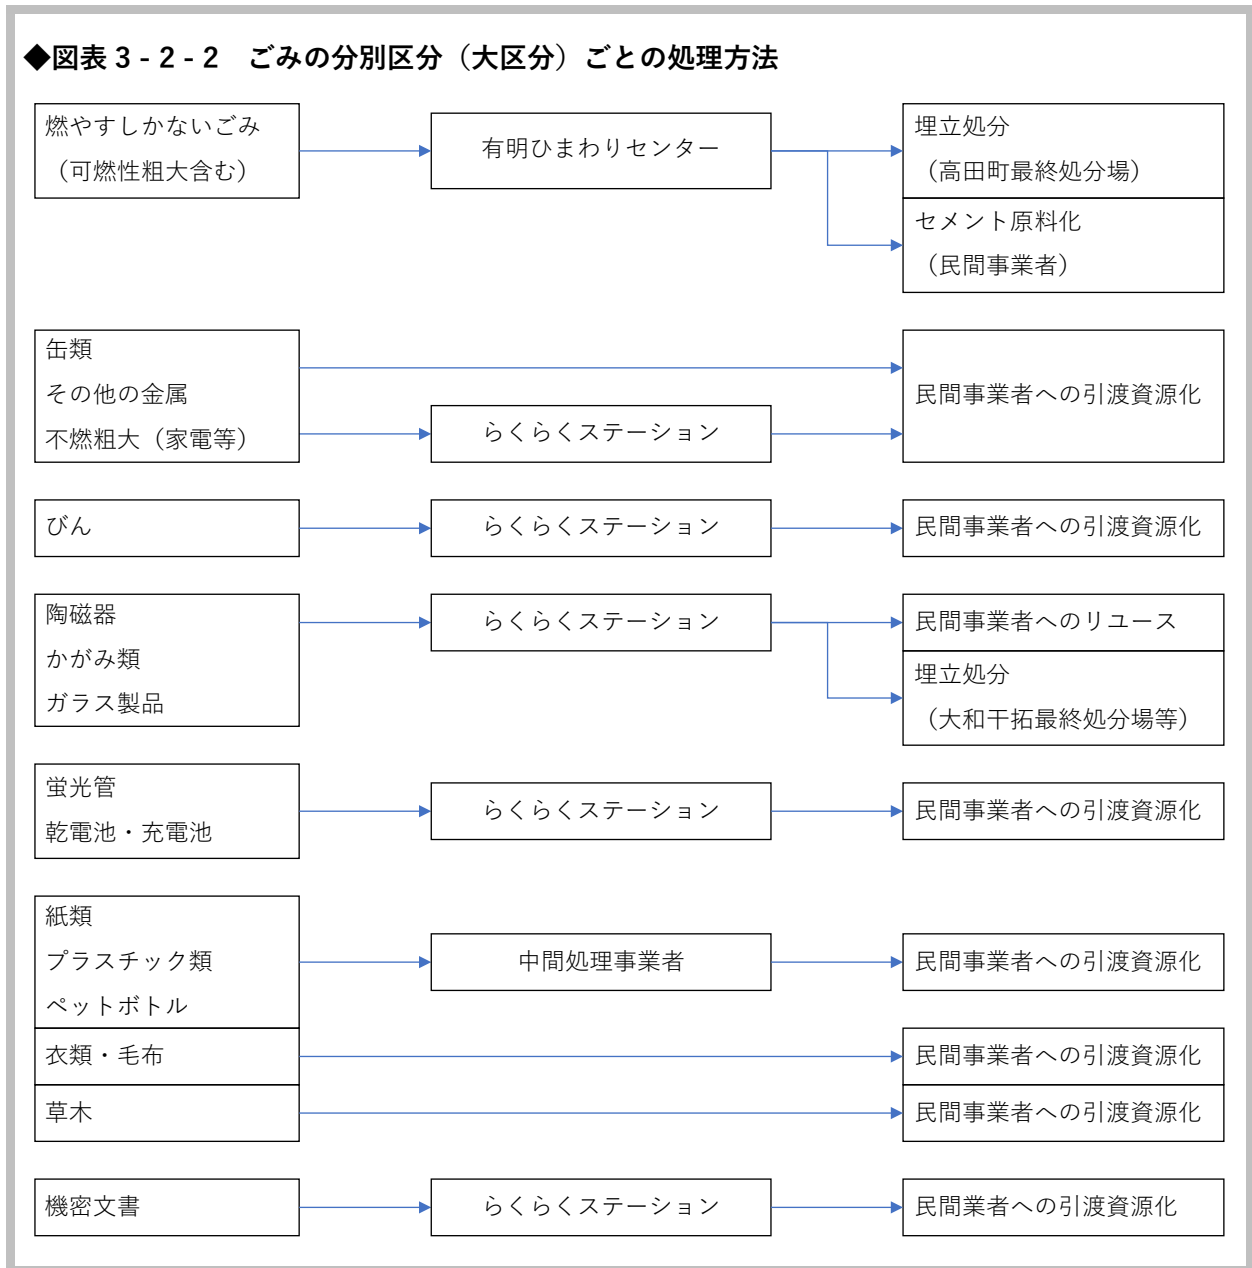 ◆図表 3 - 2 - 2　ごみの分別区分（大区分）ごとの処理方法
燃やすしかないごみ
（可燃性粗大含む）
有明ひまわりセンター
埋立処分
（高田町最終処分場）
セメント原料化
（民間事業者）
缶類
その他の金属
不燃粗大（家電等）
らくらくステーション
民間事業者への引渡資源化
びん
らくらくステーション
民間事業者への引渡資源化
陶磁器
かがみ類
ガラス製品
らくらくステーション
民間事業者へのリユース
埋立処分
（大和干拓最終処分場等）
蛍光管
乾電池・充電池
らくらくステーション
民間事業者への引渡資源化
紙類
プラスチック類
ペットボトル
中間処理事業者
民間事業者への引渡資源化
衣類・毛布
民間事業者への引渡資源化
草木
民間事業者への引渡資源化
機密文書
らくらくステーション
民間業者への引渡資源化